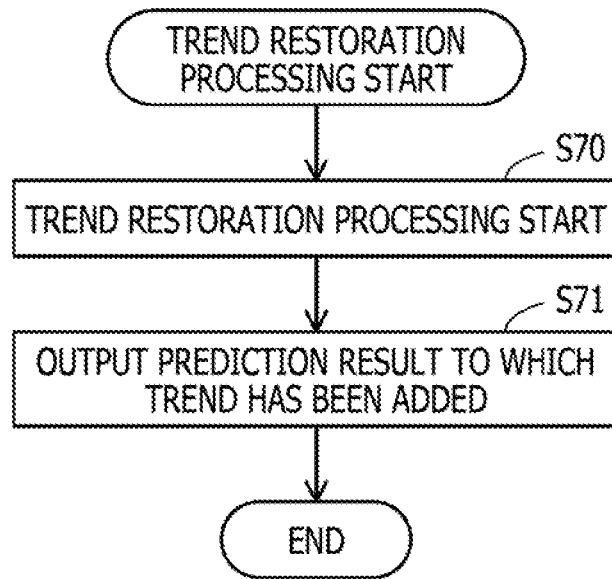 TREND RESTORATION
PROCESSING START
S70
TREND RESTORATION PROCESSING START
S71
OUTPUT PREDICTION RESULT TO WHICH
TREND HAS BEEN ADDED
END